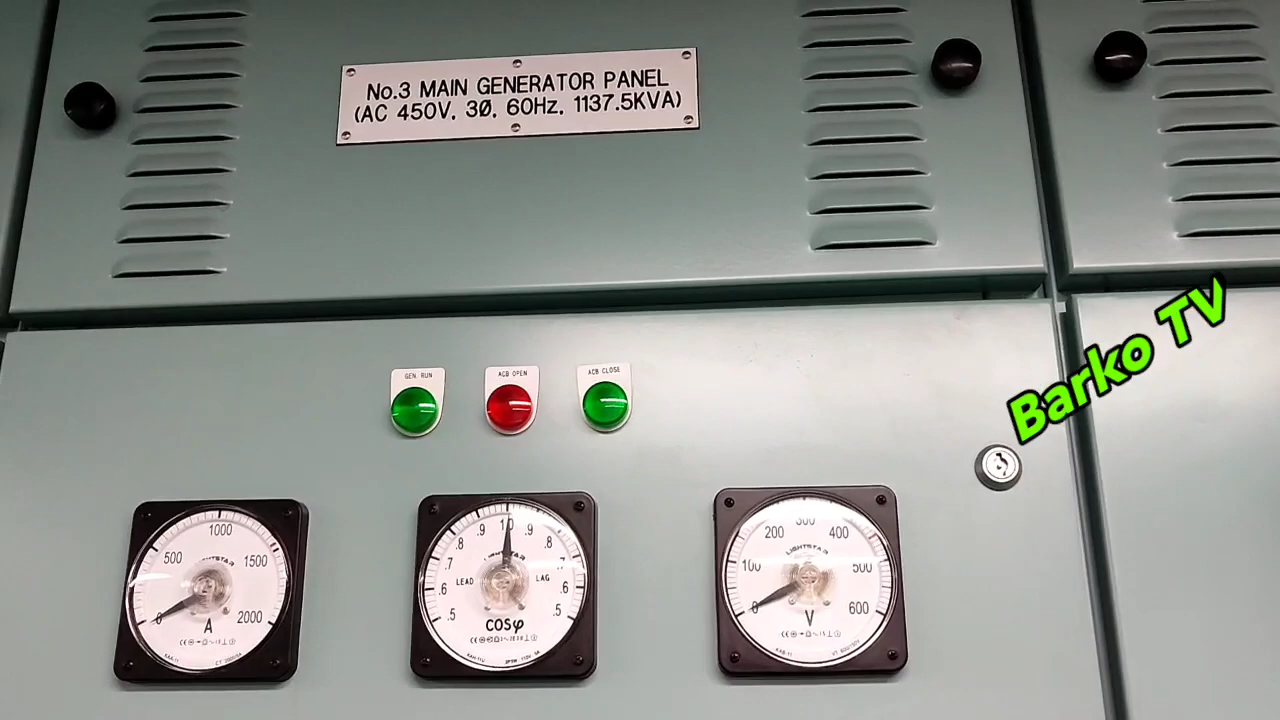 No.3 MAIN GENERATOR PANEL
(AC 450V, 3Ø, 60Hz, 1137.5KVA)
Barko TV
GEN. RUN
ACB OPEN
ACB CLOSE
0 500 1000 1500 2000
A
.5 .6 .7 .8 .9 1.0 .9 .8 .7 .6 .5
LEAD LAG
COSφ
0 100 200 300 400 500 600
LIGHTSTAR
V